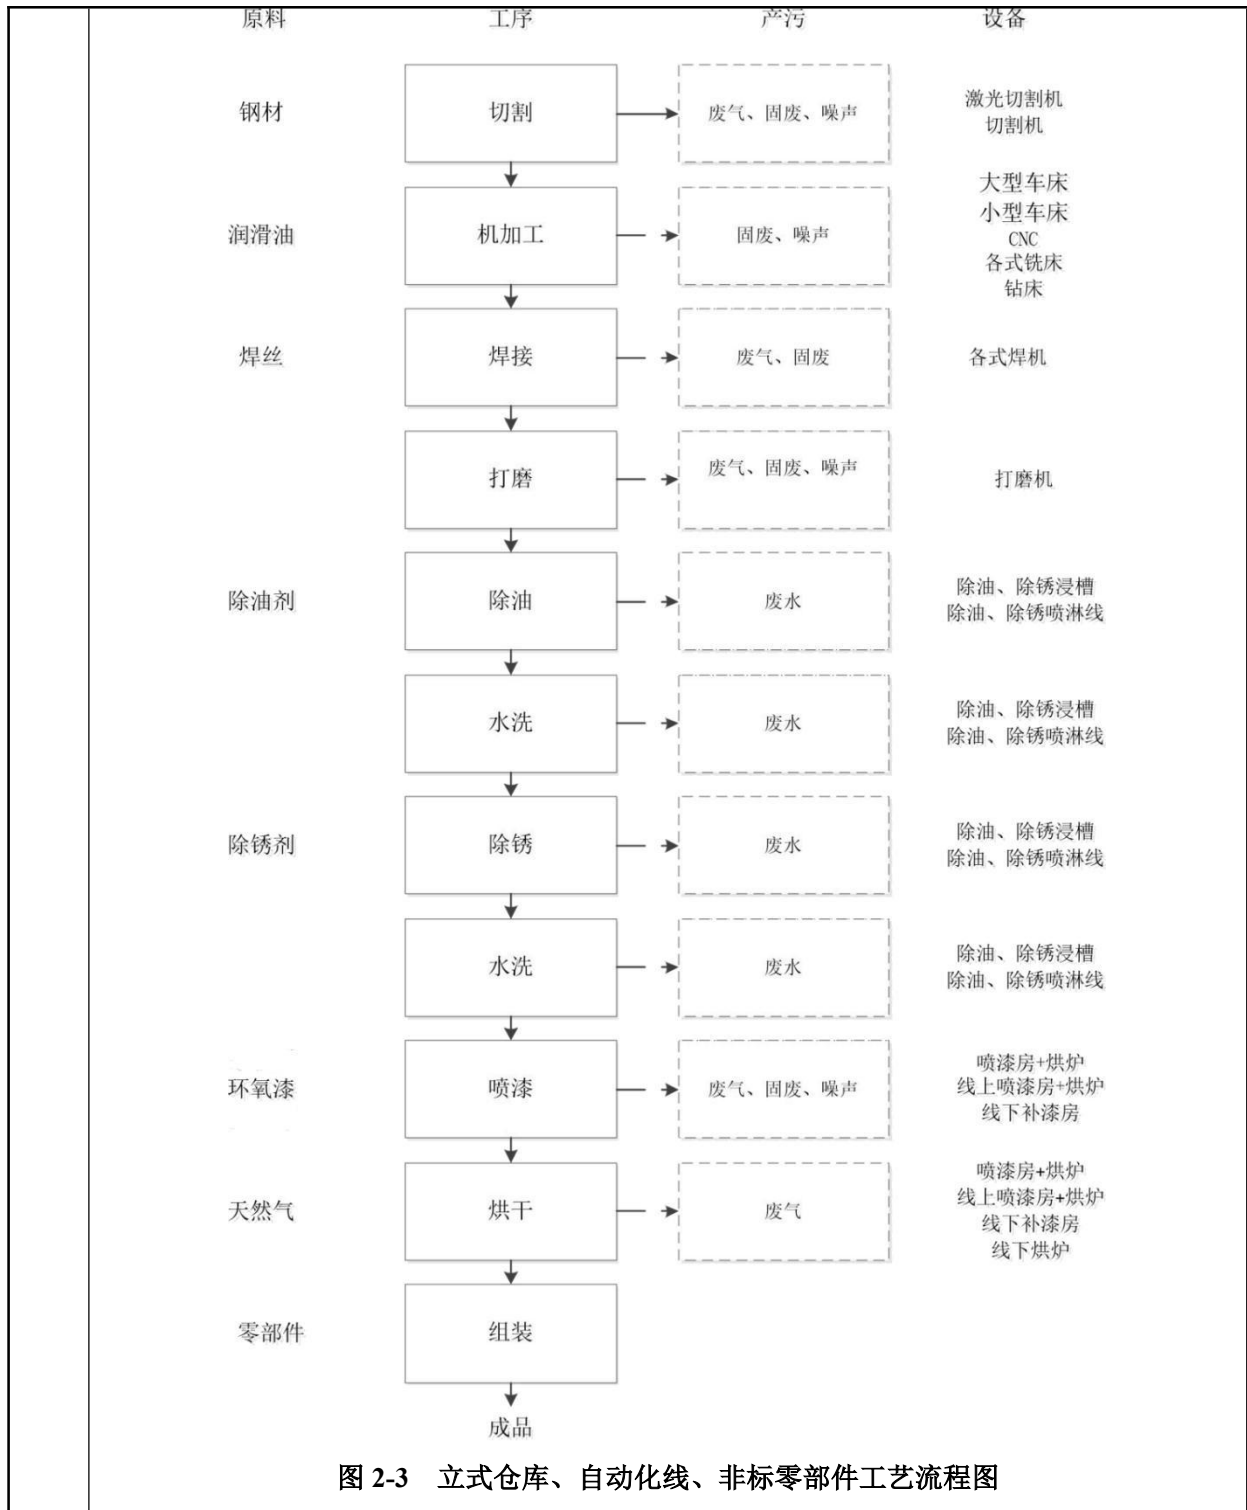 原料 工序 产污 设备
钢材 切割 废气、固废、噪声 激光切割机
切割机
润滑油 机加工 固废、噪声 大型车床
小型车床
CNC
各式铣床
钻床
焊丝 焊接 废气、固废 各式焊机
打磨 废气、固废、噪声 打磨机
除油剂 除油 废水 除油、除锈浸槽
除油、除锈喷淋线
水洗 废水 除油、除锈浸槽
除油、除锈喷淋线
除锈剂 除锈 废水 除油、除锈浸槽
除油、除锈喷淋线
水洗 废水 除油、除锈浸槽
除油、除锈喷淋线
环氧漆 喷漆 废气、固废、噪声 喷漆房+烘炉
线上喷漆房+烘炉
线下补漆房
天然气 烘干 废气 喷漆房+烘炉
线上喷漆房+烘炉
线下补漆房
线下烘炉
零部件 组装
成品
图 2-3 立式仓库、自动化线、非标零部件工艺流程图